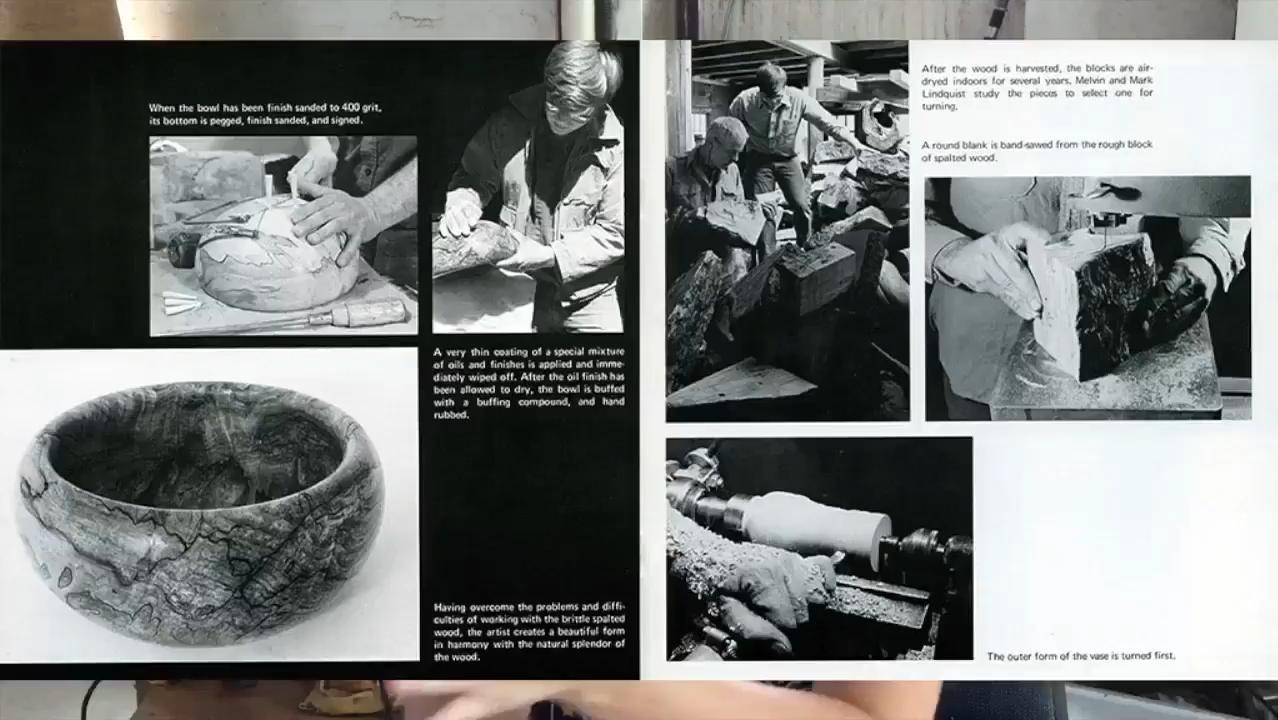 When the bowl has been finish sanded to 400 grit,
its bottom is pegged, finish sanded, and signed.
A very thin coating of a special mixture
of oils and finishes is applied and imme-
diately wiped off. After the oil finish has
been allowed to dry, the bowl is buffed
with a buffing compound, and hand
rubbed.
Having overcome the problems and diffi-
culties of working with the brittle spalted
wood, the artist creates a beautiful form
in harmony with the natural splendor of
the wood.
After the wood is harvested, the blocks are air-
dryed indoors for several years. Melvin and Mark
Lindquist study the pieces to select one for
turning.
A round blank is band-sawed from the rough block
of spalted wood.
The outer form of the vase is turned first.